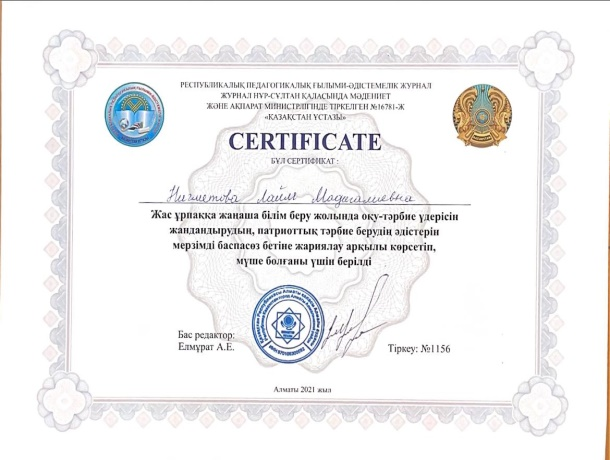 РЕСПУБЛИКАЛЫҚ ПЕДАГОГИКАЛЫҚ ҒЫЛЫМИ-ӘДІСТЕМЕЛІК ЖУРНАЛ
ЖУРНАЛ НҰР-СҰЛТАН ҚАЛАСЫНДА МӘДЕНИЕТ
ЖӘНЕ АҚПАРАТ МИНИСТРЛІГІНДЕ ТІРКЕЛГЕН №16781-Ж
«ҚАЗАҚСТАН ҰСТАЗЫ»
CERTIFICATE
БҰЛ СЕРТИФИКАТ :
Нигметова Ляйля Мадигалиевна
Жас ұрпаққа жаңаша білім беру жолында оқу-тәрбие үдерісін
жандандырудың, патриоттық тәрбие берудің әдістерін
мерзімді баспасөз бетіне жариялау арқылы көрсетіп,
мүше болғаны үшін берілді
Бас редактор:
Елмұрат А.Е.
Тіркеу: №1156
Алматы 2021 жыл